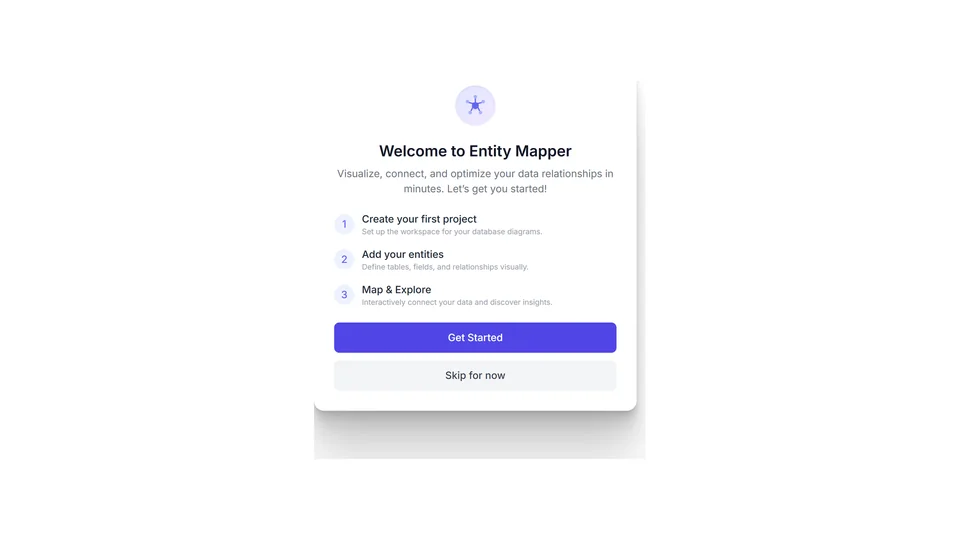 Welcome to Entity Mapper
Visualize, connect, and optimize your data relationships in
minutes. Let’s get you started!
1
Create your first project
Set up the workspace for your database diagrams.
2
Add your entities
Define tables, fields, and relationships visually.
3
Map & Explore
Interactively connect your data and discover insights.
Get Started
Skip for now